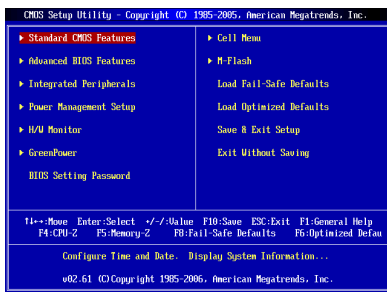 CMOS Setup Utility - Copyright (C) 1985-2005, American Megatrends, Inc.
▶ Standard CMOS Features
▶ Advanced BIOS Features
▶ Integrated Peripherals
▶ Power Management Setup
▶ H/W Monitor
▶ GreenPower
BIOS Setting Password
▶ Cell Menu
▶ M-Flash
Load Fail-Safe Defaults
Load Optimized Defaults
Save & Exit Setup
Exit Without Saving
↑↓←→:Move Enter:Select +/-/:Value F10:Save ESC:Exit F1:General Help
F4:CPU-Z F5:Memory-Z F8:Fail-Safe Defaults F6:Optimized Defau
Configure Time and Date. Display System Information...
v02.61 (C)Copyright 1985-2006, American Megatrends, Inc.